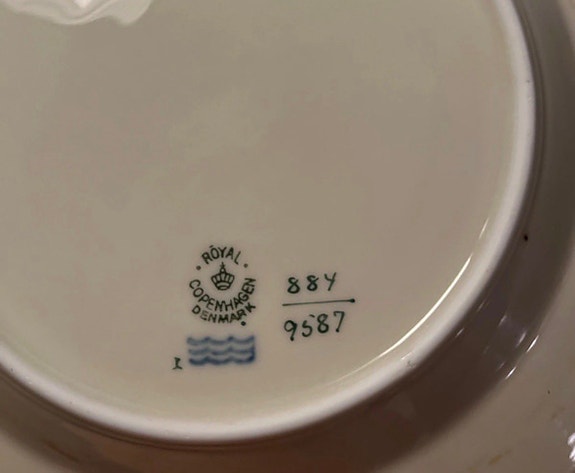 ROYAL
COPENHAGEN
DENMARK
884
9587
I